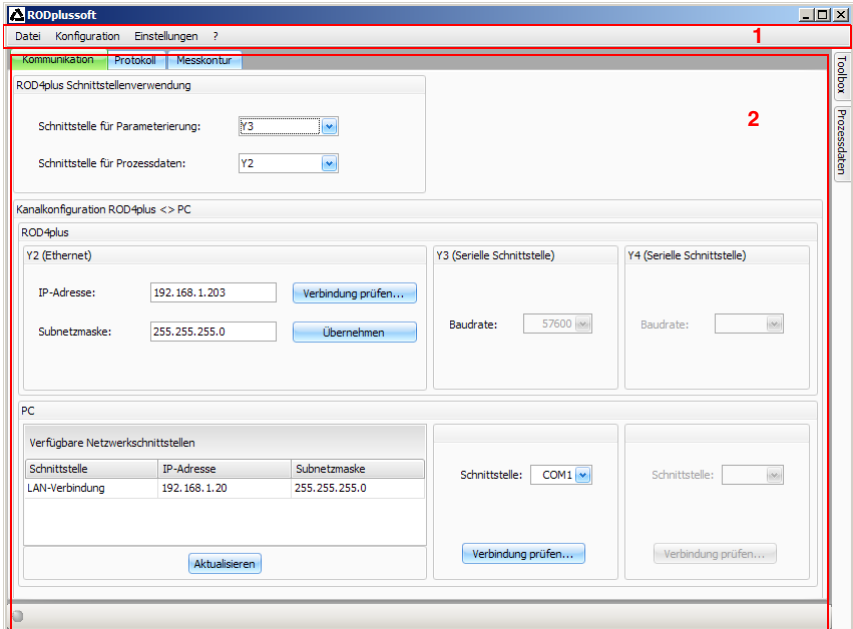 RODplussoft
Datei Konfiguration Einstellungen ?
1
Kommunikation Protokoll Messkontur
Toolbox
Prozessdaten
ROD4plus Schnittstellenverwendung
2
Schnittstelle für Parameterierung: Y3
Schnittstelle für Prozessdaten: Y2
Kanalkonfiguration ROD4plus <> PC
ROD4plus
Y2 (Ethernet)
IP-Adresse: 192.168.1.203 Verbindung prüfen...
Subnetzmaske: 255.255.255.0 Übernehmen
Y3 (Serielle Schnittstelle)
Baudrate: 57600
Y4 (Serielle Schnittstelle)
Baudrate:
PC
Verfügbare Netzwerkschnittstellen
Schnittstelle IP-Adresse Subnetzmaske
LAN-Verbindung 192.168.1.20 255.255.255.0
Aktualisieren
Schnittstelle: COM1
Verbindung prüfen...
Schnittstelle:
Verbindung prüfen...